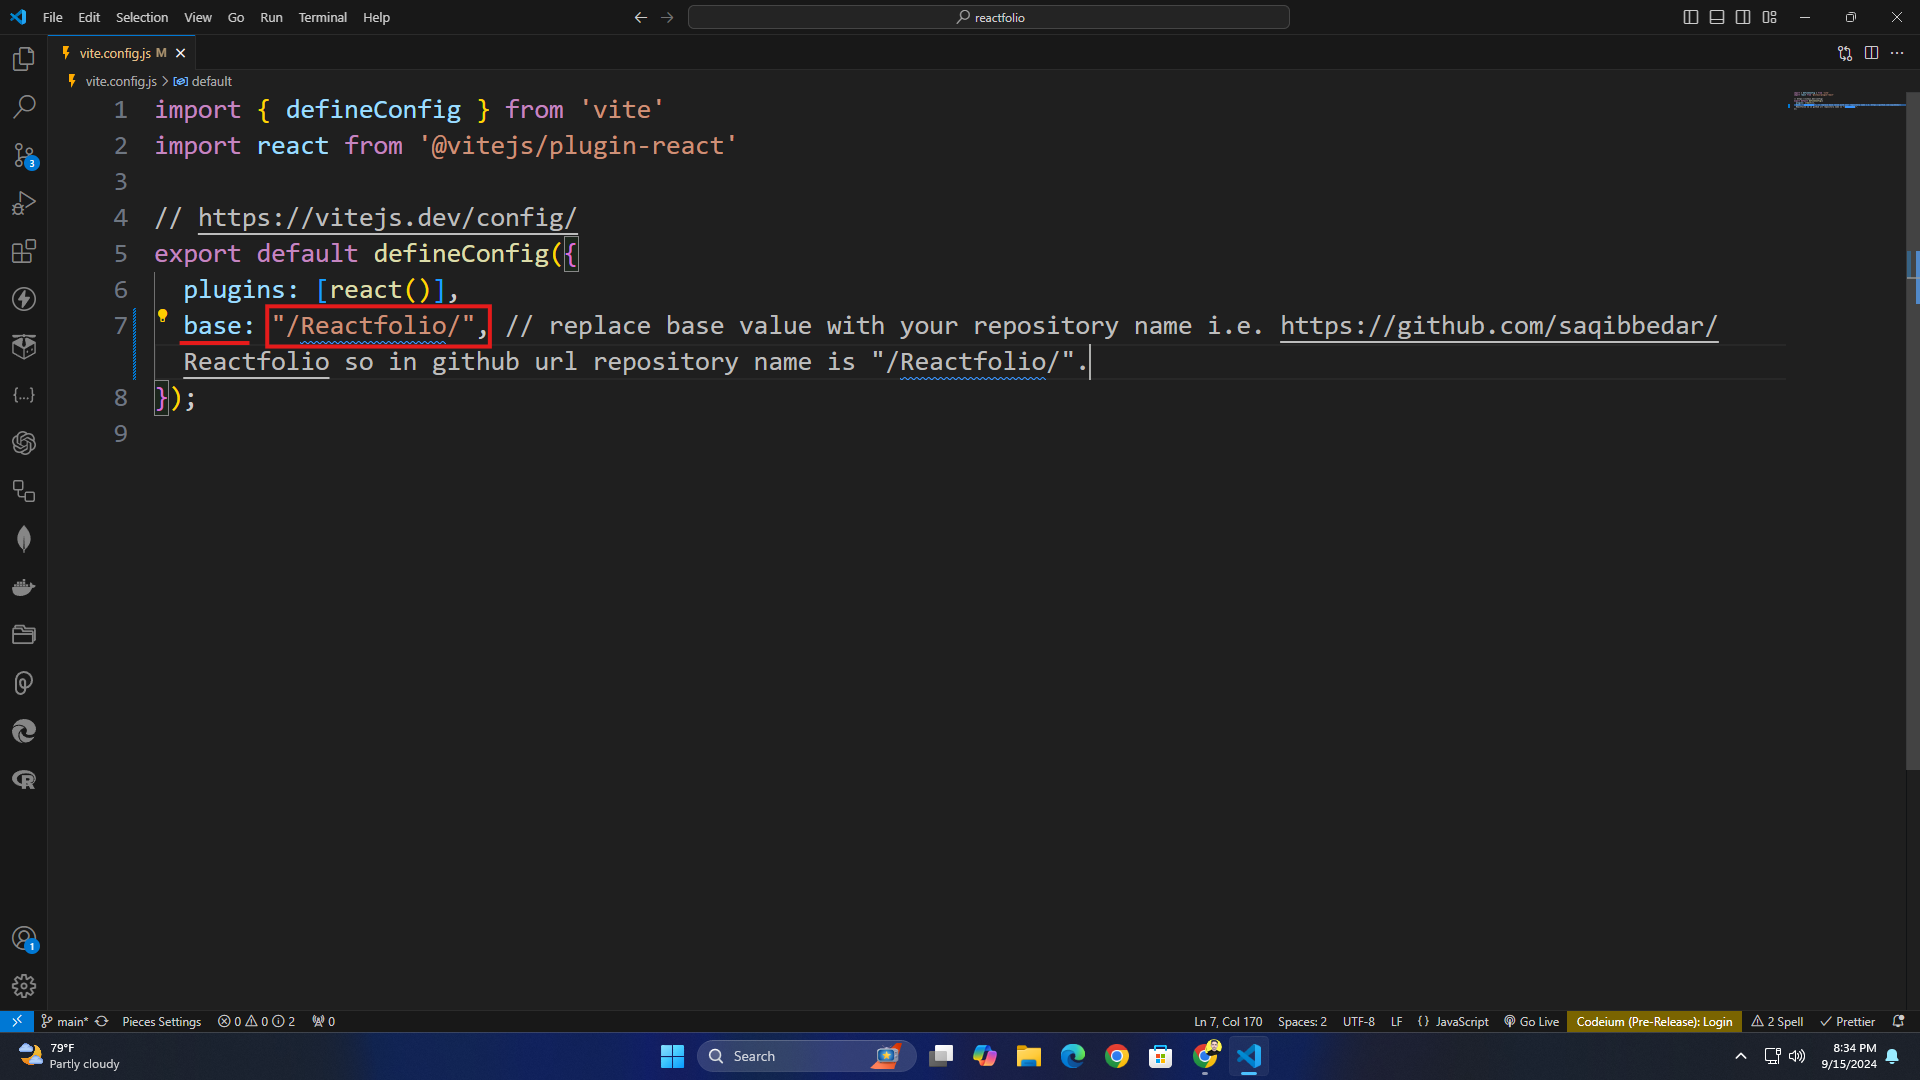 File Edit Selection View Go Run Terminal Help
reactfolio
vite.config.js M
vite.config.js > default
1 import { defineConfig } from 'vite'
2 import react from '@vitejs/plugin-react'
3
4 // https://vitejs.dev/config/
5 export default defineConfig({
6 plugins: [react()],
7 base: "/Reactfolio/", // replace base value with your repository name i.e. https://github.com/saqibbedar/
Reactfolio so in github url repository name is "/Reactfolio/".
8 });
9
3
1
main* Pieces Settings 0 0 2 0 Ln 7, Col 170 Spaces: 2 UTF-8 LF {} JavaScript Go Live Codeium (Pre-Release): Login 2 Spell Prettier
79°F
Partly cloudy
Search
8:34 PM
9/15/2024